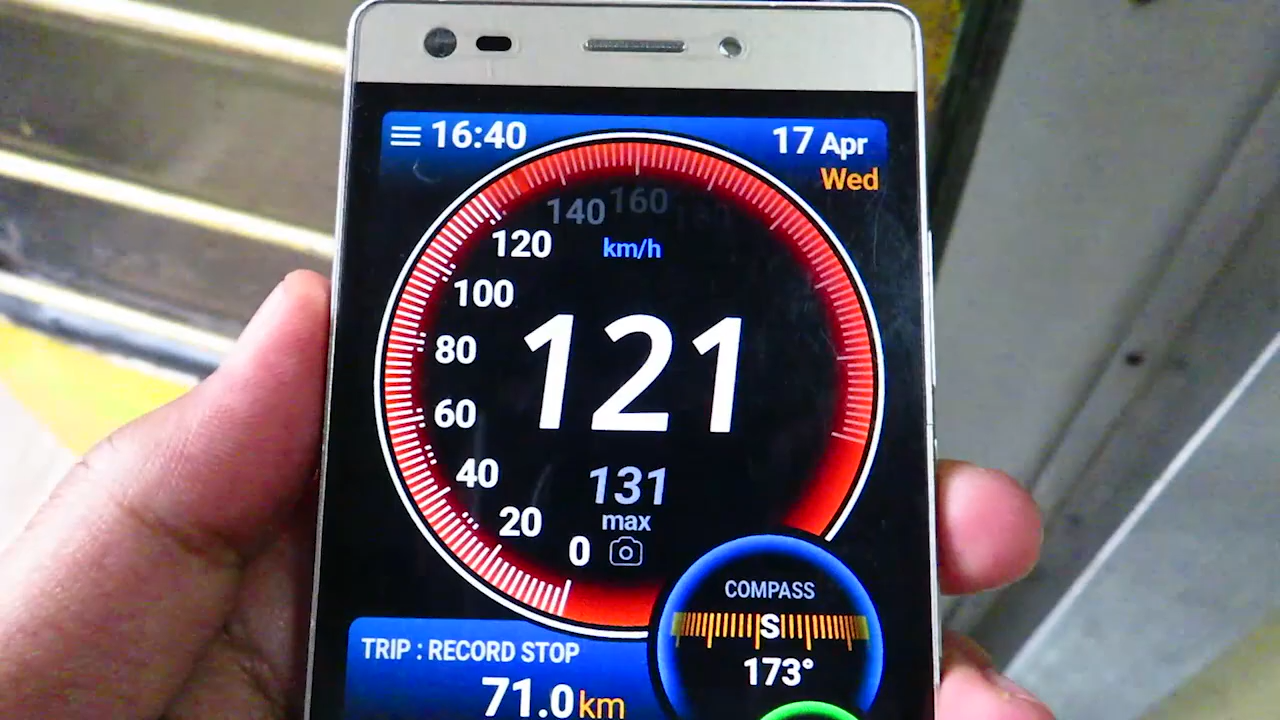 16:40
17 Apr
Wed
160
140
120
km/h
100
121
80
60
131
40
max
20
0
COMPASS
S
173°
TRIP : RECORD STOP
71.0km